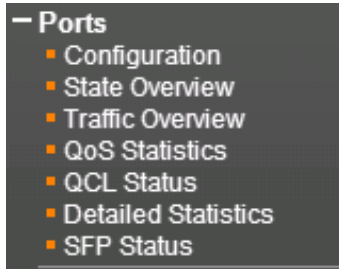 Ports
Configuration
State Overview
Traffic Overview
QoS Statistics
QCL Status
Detailed Statistics
SFP Status